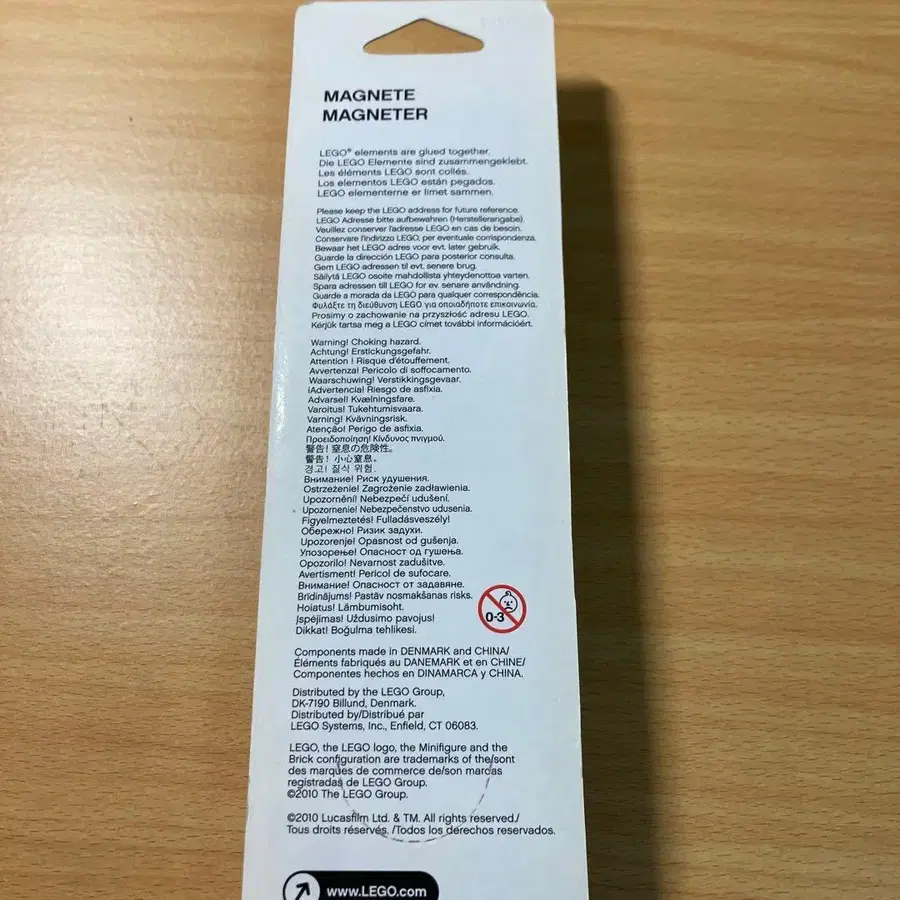 MAGNETE
MAGNETER
LEGO® elements are glued together.
Die LEGO Elemente sind zusammengeklebt.
Les éléments LEGO sont collés.
Los elementos LEGO están pegados.
LEGO elementerne er limet sammen.
Please keep the LEGO address for future reference.
LEGO Adresse bitte aufbewahren (Herstellerangabe).
Veuillez conserver l'adresse LEGO en cas de besoin.
Conservare l'indirizzo LEGO, per eventuale corrispondenza.
Bewaar het LEGO adres voor evt. later gebruik.
Guarde la dirección LEGO para posterior consulta.
Gem LEGO adressen til evt. senere brug.
Säilytä LEGO osoite mahdollista yhteydenottoa varten.
Spara adressen till LEGO for ev. senare användning.
Guarde a morada da LEGO para qualquer correspondência.
Φυλάξτε τη διεύθυνση LEGO για οποιαδήποτε επικοινωνία.
Prosimy o zachowanie na przyszłość adresu LEGO.
Kérjük tartsa meg a LEGO címet további információért.
Warning! Choking hazard.
Achtung! Erstickungsgefahr.
Attention ! Risque d'étouffement.
Avvertenza! Pericolo di soffocamento.
Waarschuwing! Verstikkingsgevaar.
¡Advertencia! Riesgo de asfixia.
Advarsel! Kvælningsfare.
Varoitus! Tukehtumisvaara.
Varning! Kvävningsrisk.
Atenção! Perigo de asfixia.
Προειδοποίηση! Κίνδυνος πνιγμού.
警告! 窒息の危険性。
警告! 小心窒息。
경고! 질식 위험.
Внимание! Риск удушения.
Ostrzeżenie! Zagrożenie zadławienia.
Upozornění! Nebezpečí udušení.
Upozornenie! Nebezpečenstvo udusenia.
Figyelmeztetés! Fulladásveszély!
Обережно! Ризик задухи.
Upozorenje! Opasnost od gušenja.
Упозорење! Опасност од гушења.
Opozorilo! Nevarnost zadušitve.
Avertisment! Pericol de sufocare.
Внимание! Опасност от задавяне.
Brīdinājums! Pastāv nosmakšanas risks.
Hoiatus! Lämbumisoht.
Įspėjimas! Uždusimo pavojus!
Dikkat! Boğulma tehlikesi.
0-3
Components made in DENMARK and CHINA/
Éléments fabriqués au DANEMARK et en CHINE/
Componentes hechos en DINAMARCA y CHINA.
Distributed by the LEGO Group,
DK-7190 Billund, Denmark.
Distributed by/Distribué par
LEGO Systems, Inc., Enfield, CT 06083.
LEGO, the LEGO logo, the Minifigure and the
Brick configuration are trademarks of the/sont
des marques de commerce de/son marcas
registradas de LEGO Group.
©2010 The LEGO Group.
©2010 Lucasfilm Ltd. & TM. All rights reserved./
Tous droits réservés. /Todos los derechos reservados.
www.LEGO.com